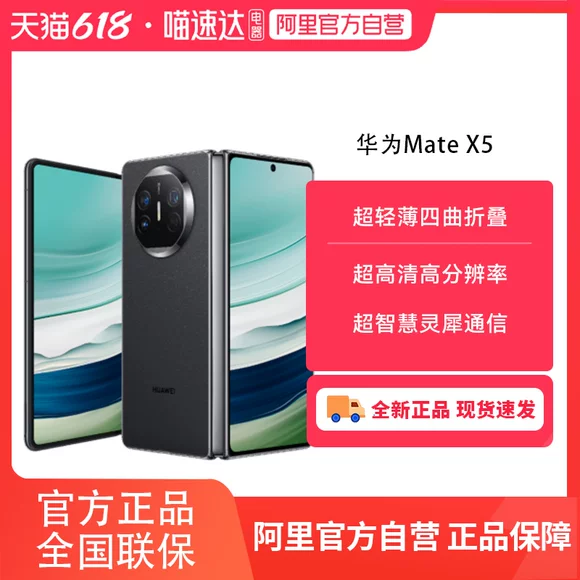 天猫618·喵速达电器 阿里官方自营
华为Mate X5
超轻薄四曲折叠
超高清高分辨率
超智慧灵犀通信
HUAWEI
全新正品 现货速发
官方正品
全国联保
阿里官方自营 正品保障